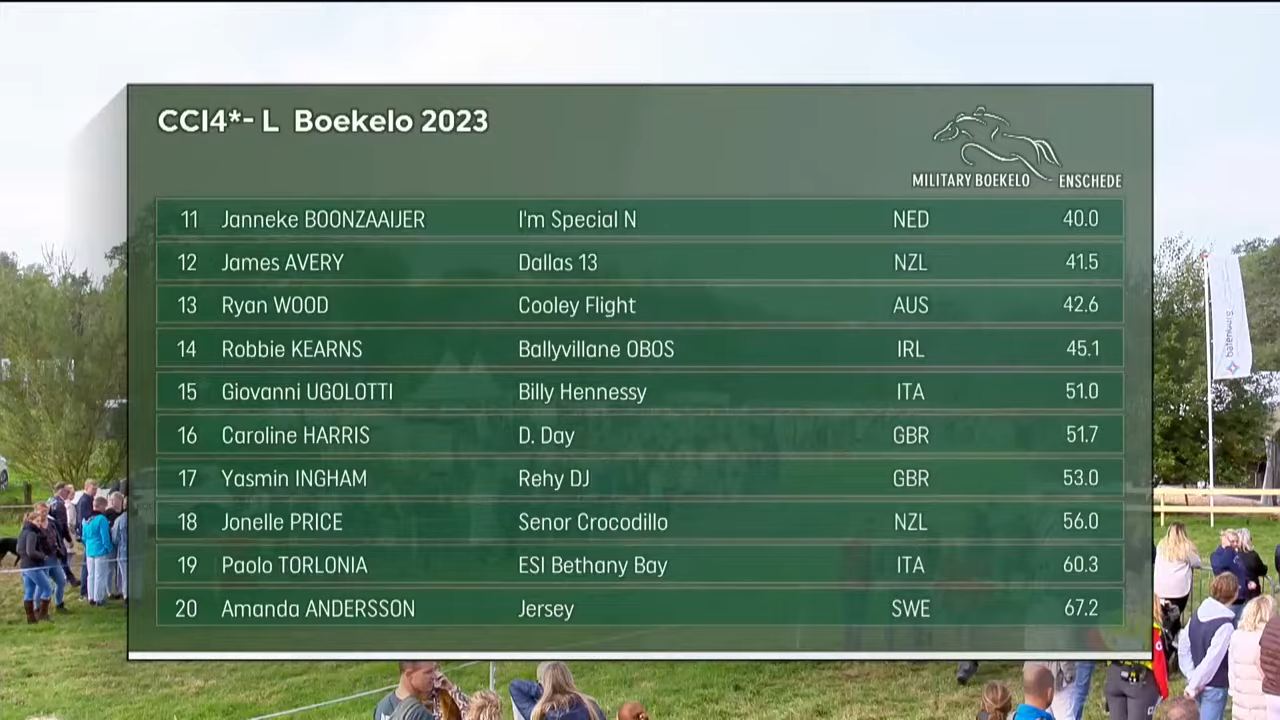 CCI4*- L Boekelo 2023
MILITARY BOEKELO ENSCHEDE
11 Janneke BOONZAAIJER I'm Special N NED 40.0
12 James AVERY Dallas 13 NZL 41.5
13 Ryan WOOD Cooley Flight AUS 42.6
14 Robbie KEARNS Ballyvillane OBOS IRL 45.1
15 Giovanni UGOLOTTI Billy Hennessy ITA 51.0
16 Caroline HARRIS D. Day GBR 51.7
17 Yasmin INGHAM Rehy DJ GBR 53.0
18 Jonelle PRICE Senor Crocodillo NZL 56.0
19 Paolo TORLONIA ESI Bethany Bay ITA 60.3
20 Amanda ANDERSSON Jersey SWE 67.2
batenburg